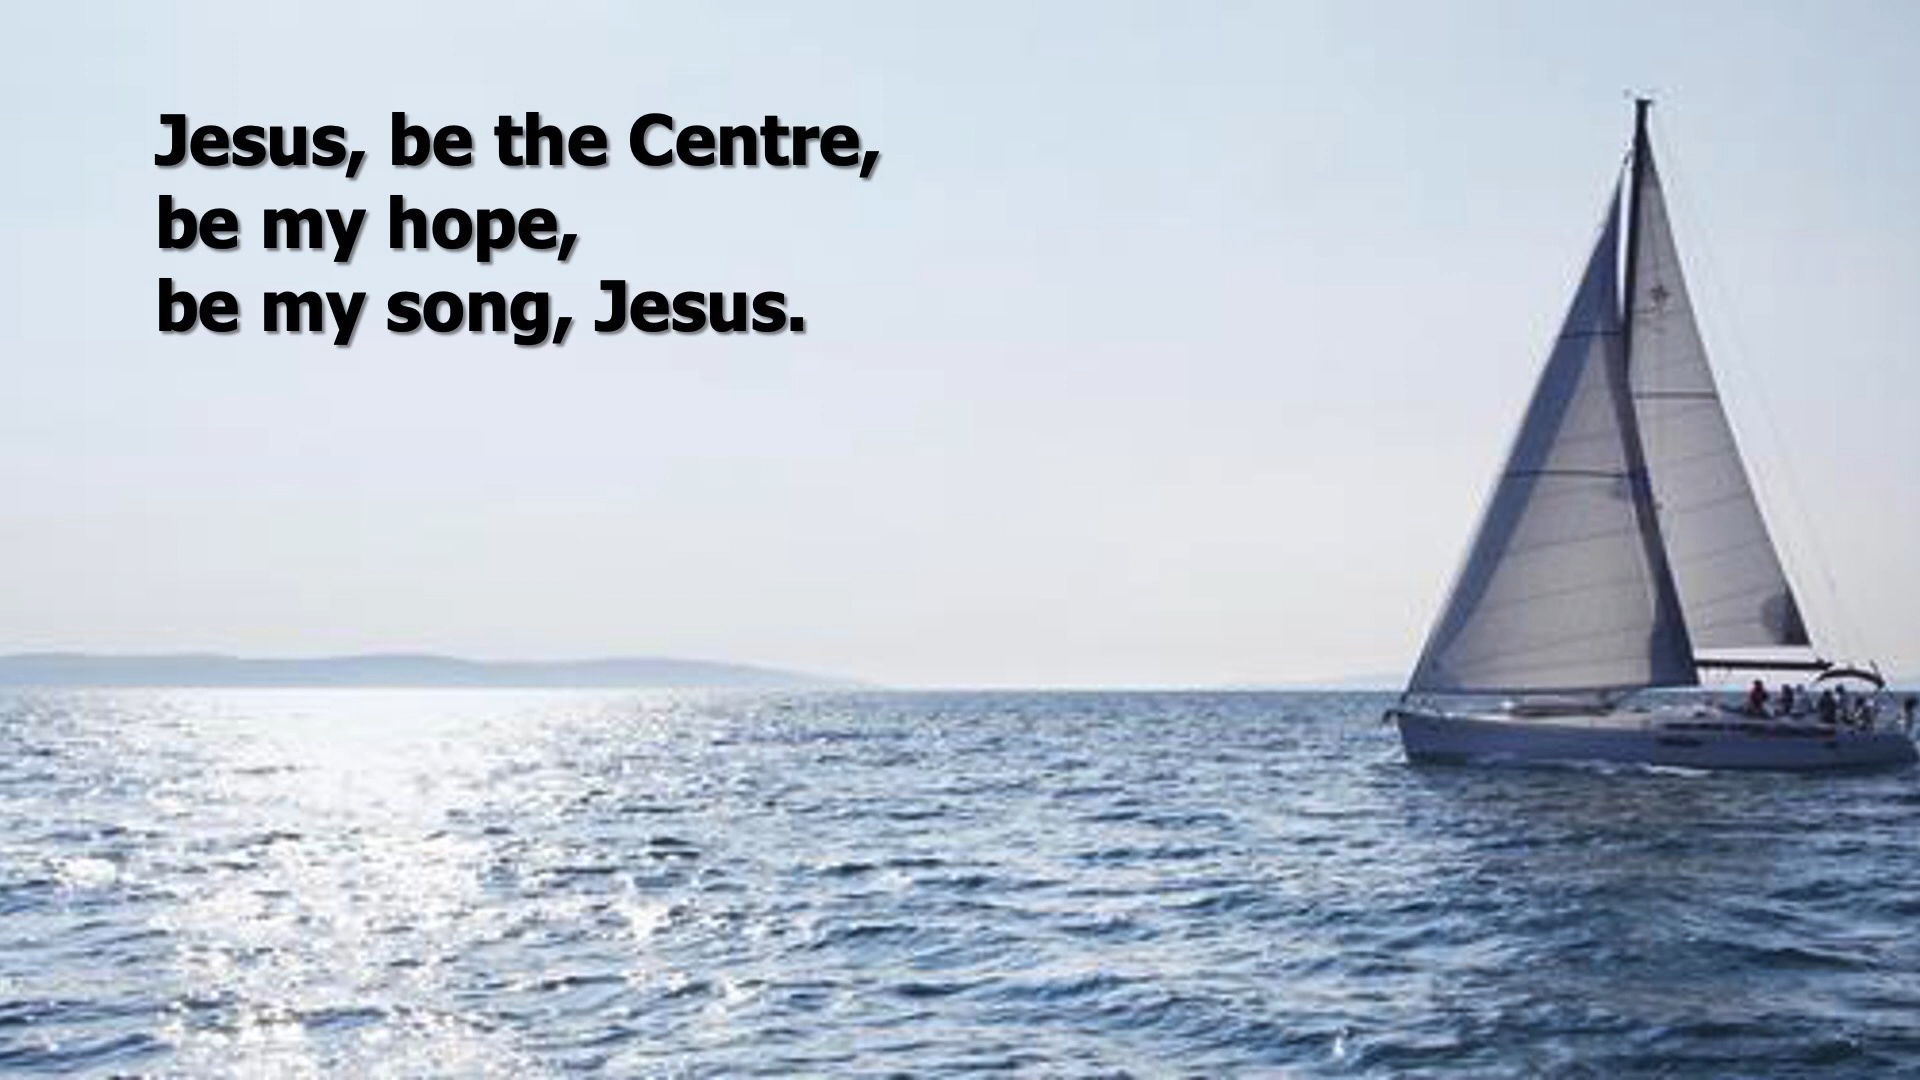 Jesus, be the Centre,
be my hope,
be my song, Jesus.